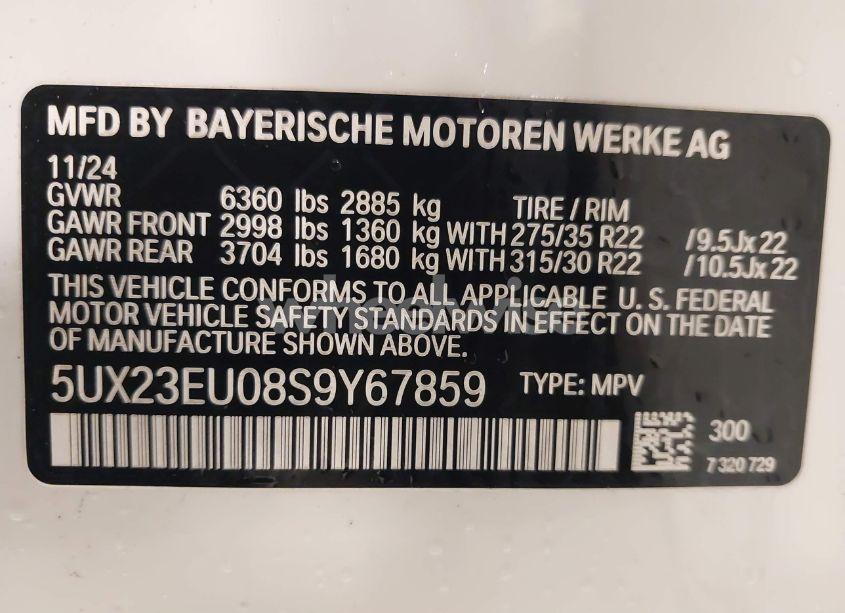 MFD BY BAYERISCHE MOTOREN WERKE AG
11/24
GVWR 6360 lbs 2885 kg TIRE / RIM
GAWR FRONT 2998 lbs 1360 kg WITH 275/35 R22 /9.5Jx22
GAWR REAR 3704 lbs 1680 kg WITH 315/30 R22 /10.5Jx22
THIS VEHICLE CONFORMS TO ALL APPLICABLE U. S. FEDERAL
MOTOR VEHICLE SAFETY STANDARDS IN EFFECT ON THE DATE
OF MANUFACTURE SHOWN ABOVE.
5UX23EU08S9Y67859 TYPE: MPV
300
7 320 729